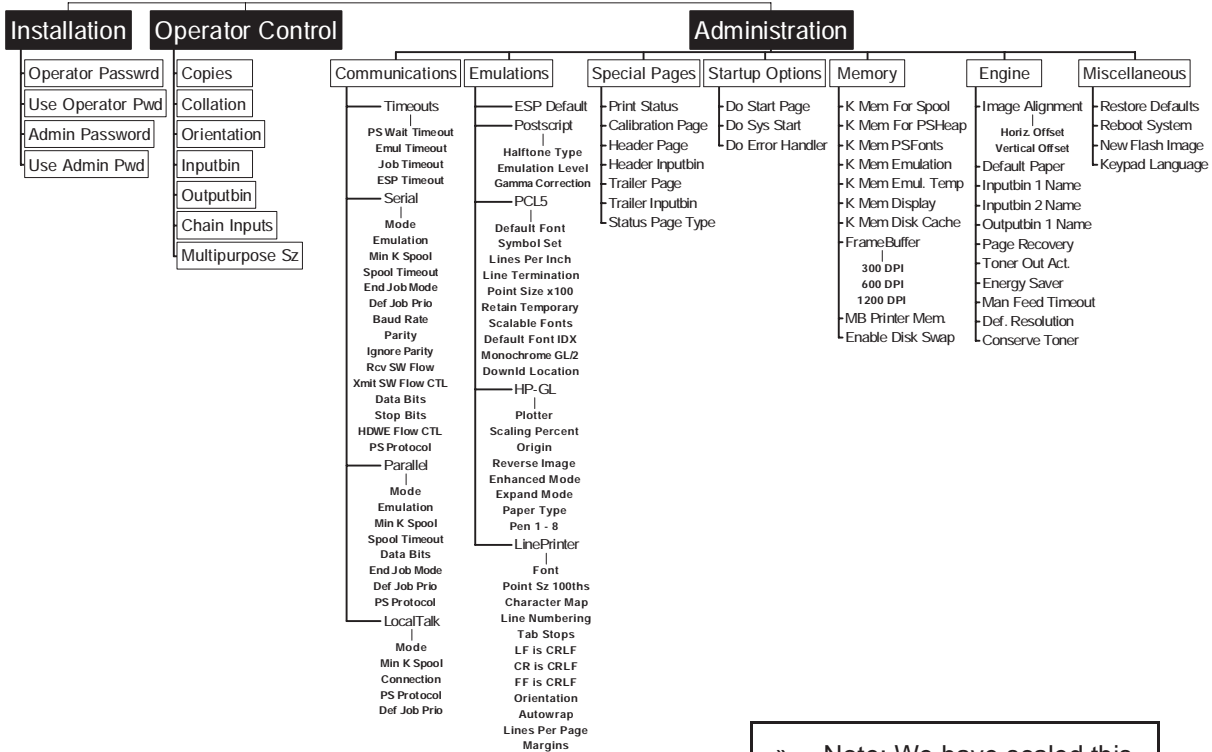 Installation
Operator Control
Administration
Operator Passwrd
Use Operator Pwd
Admin Password
Use Admin Pwd
Copies
Collation
Orientation
Inputbin
Outputbin
Chain Inputs
Multipurpose Sz
Communications
Timeouts
PS Wait Timeout
Emul Timeout
Job Timeout
ESP Timeout
Serial
Mode
Emulation
Min K Spool
Spool Timeout
End Job Mode
Def Job Prio
Baud Rate
Parity
Ignore Parity
Rcv SW Flow
Xmit SW Flow CTL
Data Bits
Stop Bits
HDWE Flow CTL
PS Protocol
Parallel
Mode
Emulation
Min K Spool
Spool Timeout
Data Bits
End Job Mode
Def Job Prio
PS Protocol
LocalTalk
Mode
Min K Spool
Connection
PS Protocol
Def Job Prio
Emulations
ESP Default
Postscript
Halftone Type
Emulation Level
Gamma Correction
PCL5
Default Font
Symbol Set
Lines Per Inch
Line Termination
Point Size x100
Retain Temporary
Scalable Fonts
Default Font IDX
Monochrome GL/2
Downld Location
HP-GL
Plotter
Scaling Percent
Origin
Reverse Image
Enhanced Mode
Expand Mode
Paper Type
Pen 1 - 8
LinePrinter
Font
Point Sz 100ths
Character Map
Line Numbering
Tab Stops
LF is CRLF
CR is CRLF
FF is CRLF
Orientation
Autowrap
Lines Per Page
Margins
Special Pages
Print Status
Calibration Page
Header Page
Header Inputbin
Trailer Page
Trailer Inputbin
Status Page Type
Startup Options
Do Start Page
Do Sys Start
Do Error Handler
Memory
K Mem For Spool
K Mem For PSHeap
K Mem PSFonts
K Mem Emulation
K Mem Emul. Temp
K Mem Display
K Mem Disk Cache
FrameBuffer
300 DPI
600 DPI
1200 DPI
MB Printer Mem.
Enable Disk Swap
Engine
Image Alignment
Horiz. Offset
Vertical Offset
Default Paper
Inputbin 1 Name
Inputbin 2 Name
Outputbin 1 Name
Page Recovery
Toner Out Act.
Energy Saver
Man Feed Timeout
Def. Resolution
Conserve Toner
Miscellaneous
Restore Defaults
Reboot System
New Flash Image
Keypad Language
» Note: We have scaled this